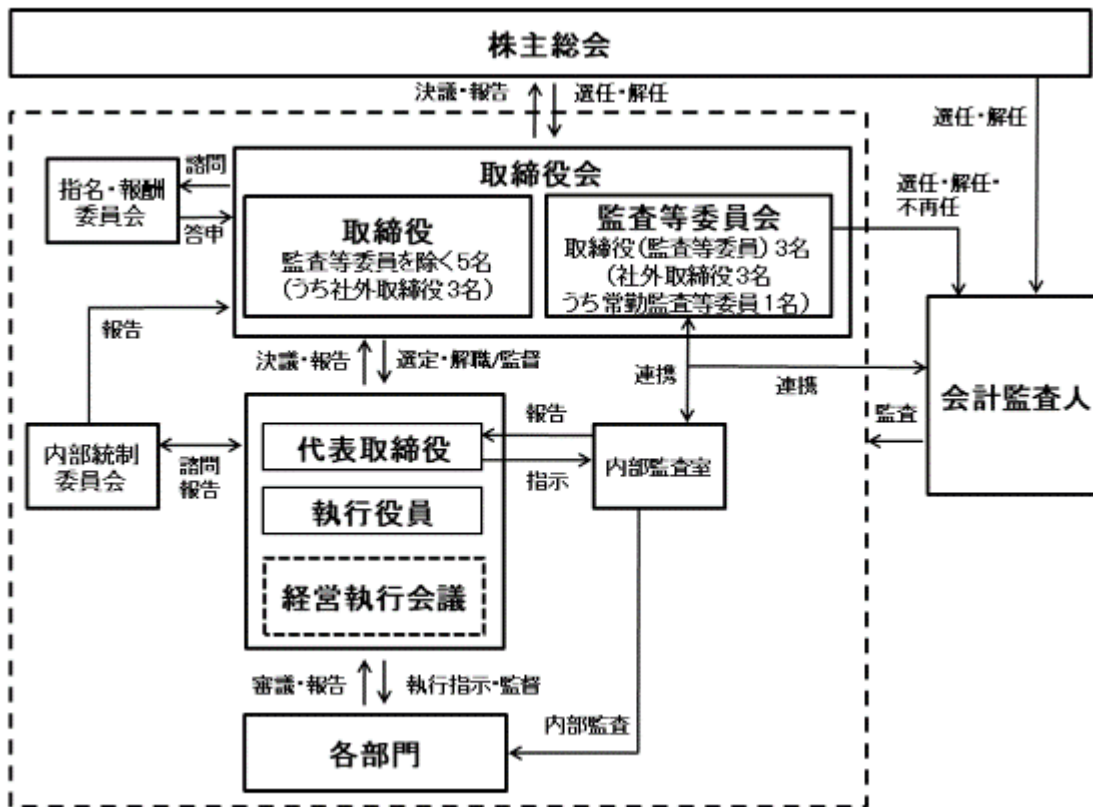 株主総会
決議・報告
選任・解任
選任・解任
諮問
指名・報酬
委員会
答申
取締役会
取締役
監査等委員を除く5名
(うち社外取締役3名)
監査等委員会
取締役(監査等委員)3名
(社外取締役3名
うち常勤監査等委員1名)
選任・解任・
不再任
報告
決議・報告
選定・解職/監督
連携
連携
会計監査人
監査
内部統制
委員会
諮問
報告
代表取締役
執行役員
経営執行会議
報告
指示
内部監査室
審議・報告
執行指示・監督
内部監査
各部門